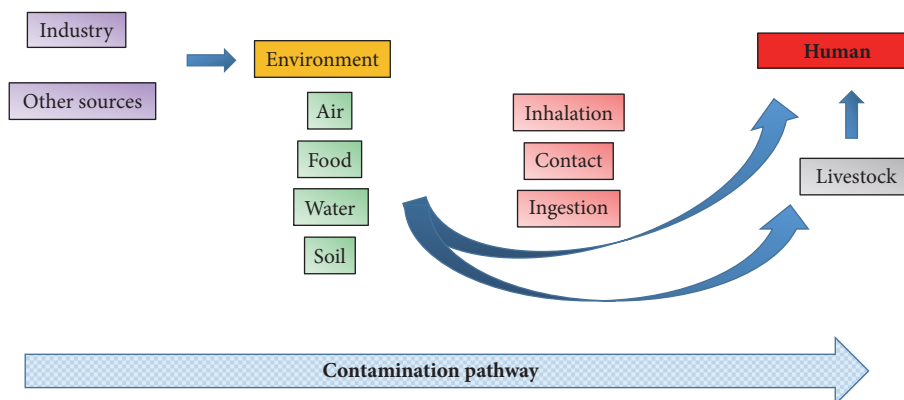 Industry
Other sources
Environment
Air
Food
Water
Soil
Inhalation
Contact
Ingestion
Human
Livestock
Contamination pathway